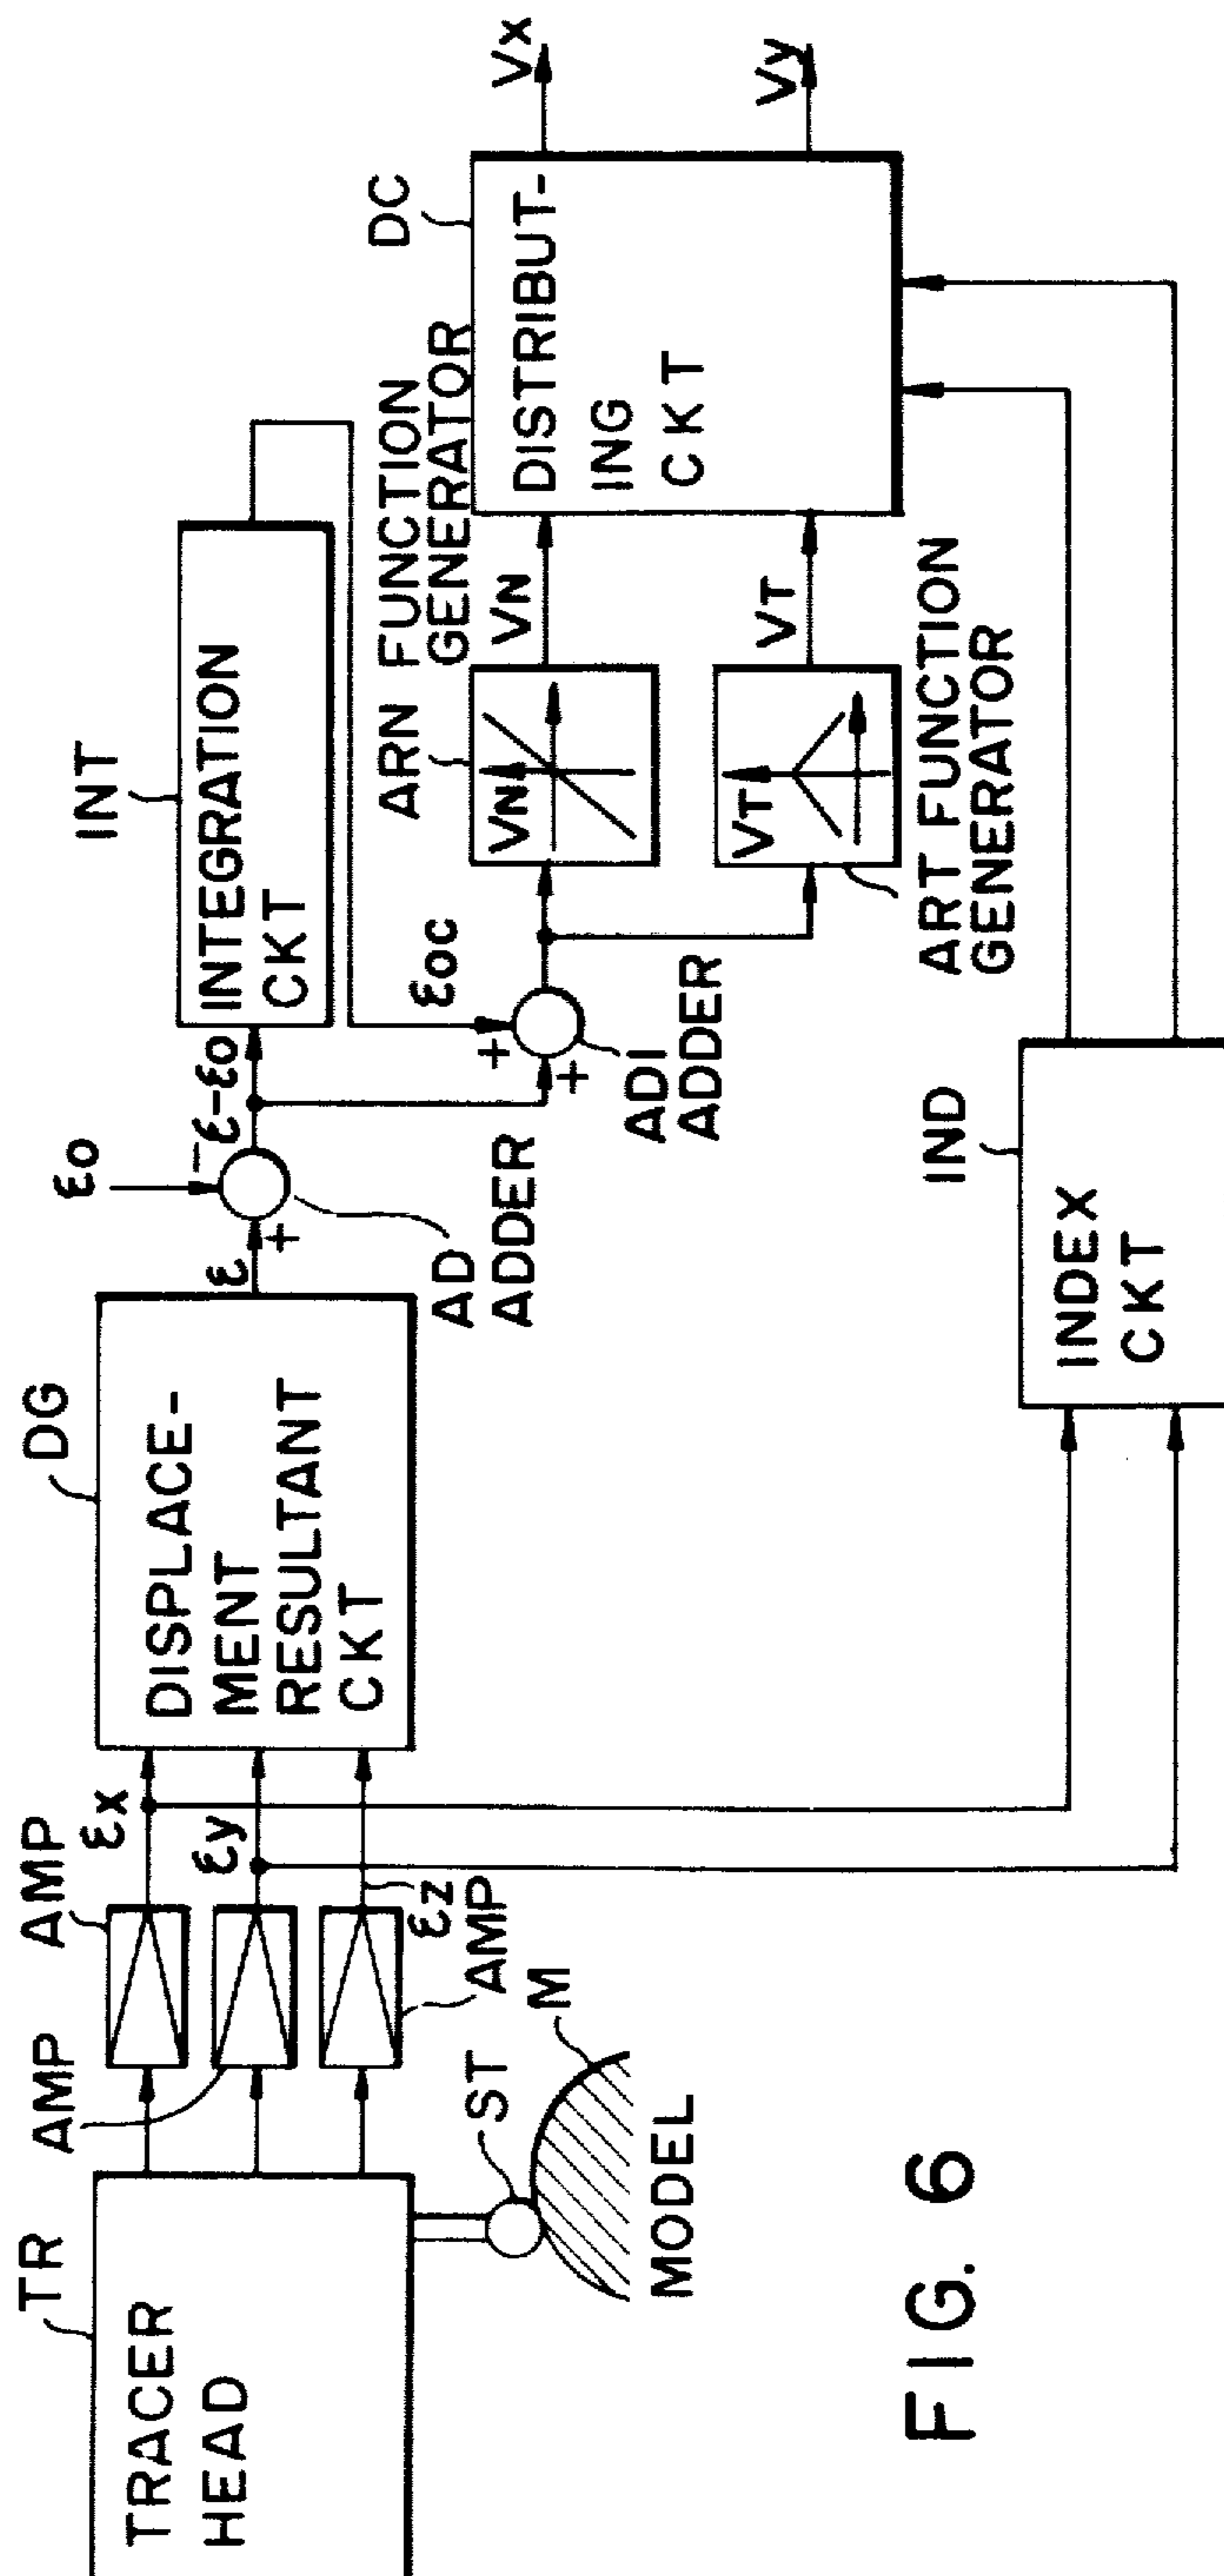 TR
TRACER
HEAD
AMP
AMP
εx
εy
εz
AMP
ST
M
MODEL
DG
DISPLACE-
MENT
RESULTANT
CKT
ε
+
εo
−
ε-εo
AD
ADDER
INT
INTEGRATION
CKT
εoc
+
+
ADI
ADDER
ARN FUNCTION
GENERATOR
VN
VN
VT
VT
ART FUNCTION
GENERATOR
DC
DISTRIBUT-
ING
CKT
Vx
Vy
IND
INDEX
CKT
FIG. 6